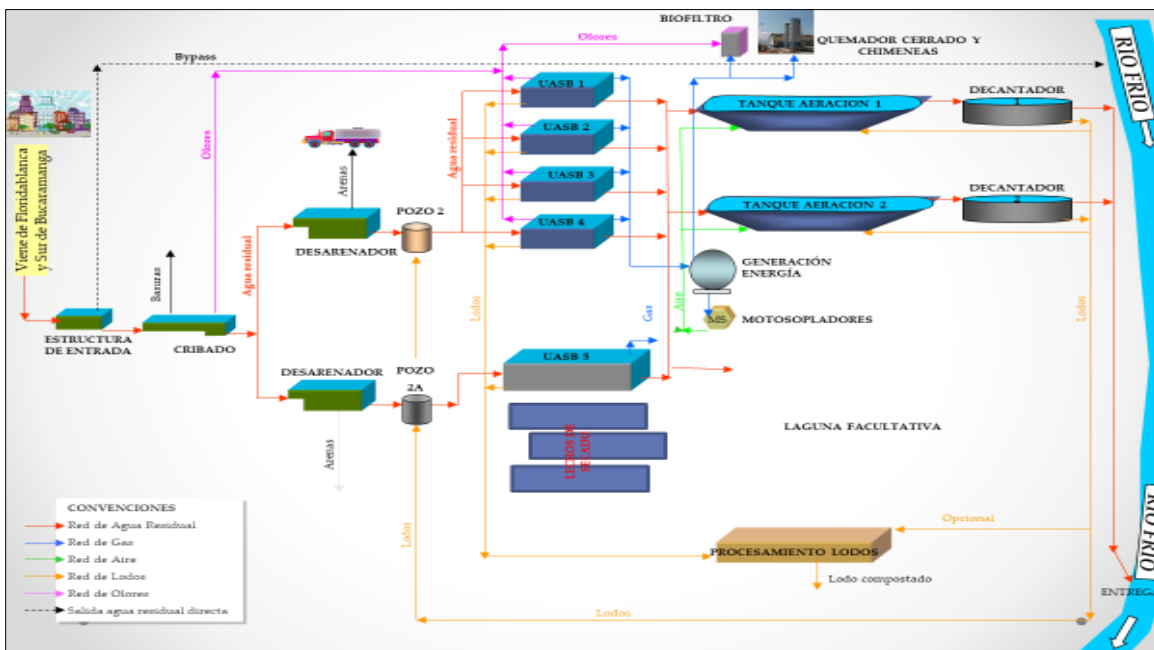 BIOFILTRO
Olores
QUEMADOR CERRADO Y
CHIMENEAS
Bypass
RIO FRIO
UASB 1
TANQUE AERACION 1
DECANTADOR
1
Viene de Floridablanca
y Sur de Bucaramanga
Olores
Arenas
Agua residual
UASB 2
UASB 3
UASB 4
TANQUE AERACION 2
DECANTADOR
2
POZO 2
DESARENADOR
Basuras
Agua residual
GENERACIÓN
ENERGÍA
Lodos
Gas
Aire
MS
MOTOSOPLADORES
Lodos
ESTRUCTURA
DE ENTRADA
CRIBADO
DESARENADOR
POZO
2A
UASB 5
Arenas
LECHOS DE
SECADO
LAGUNA FACULTATIVA
CONVENCIONES
Red de Agua Residual
Red de Gas
Red de Aire
Red de Lodos
Red de Olores
Salida agua residual directa
Lodos
Opcional
PROCESAMIENTO LODOS
Lodo compostado
Lodos
RIO FRIO
ENTREGA